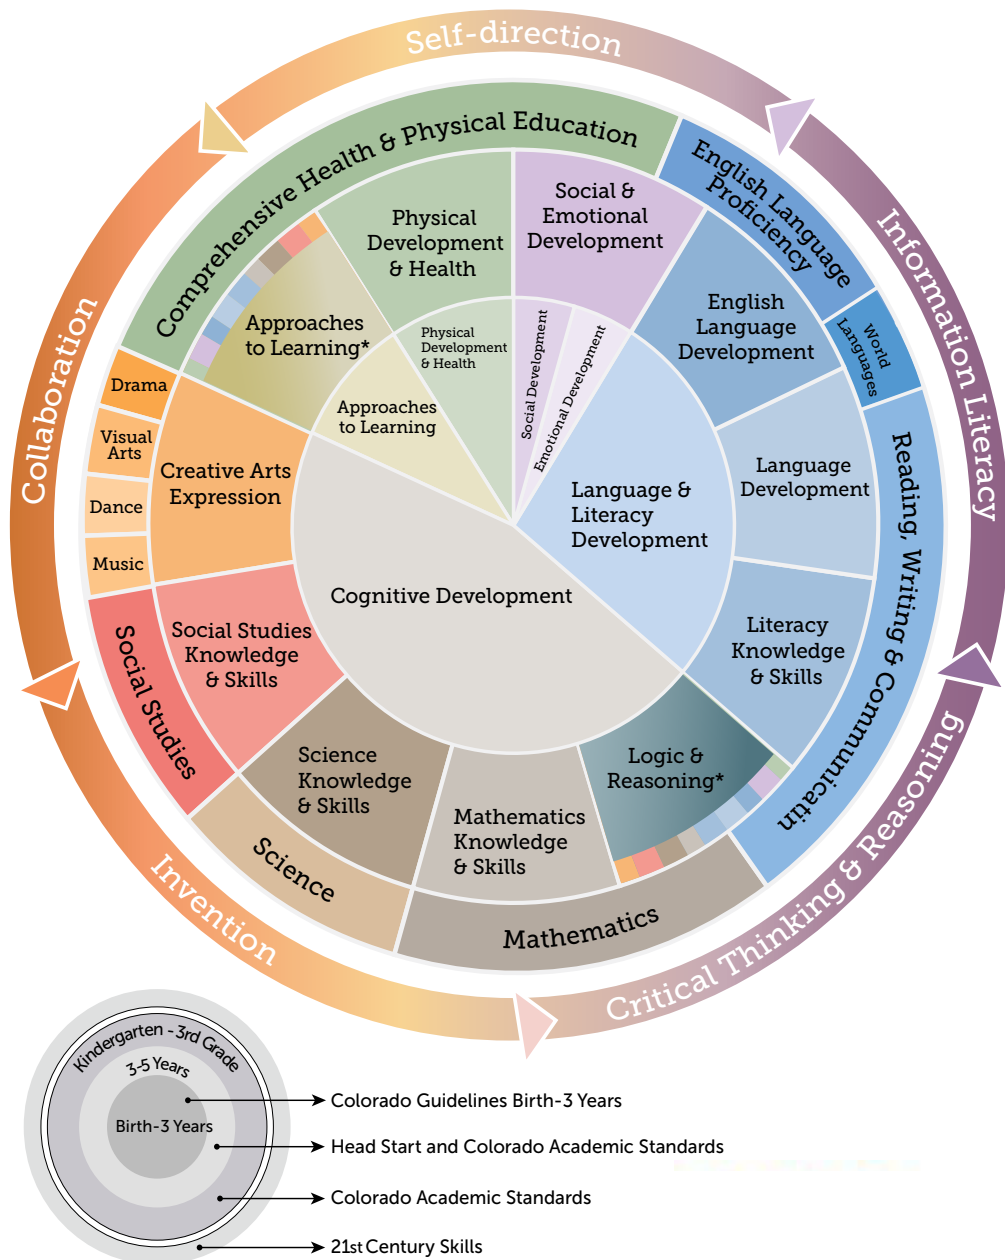 Self-direction
Information Literacy
Critical Thinking & Reasoning
Invention
Collaboration
Comprehensive Health & Physical Education
English Language
Proficiency
World
Languages
Reading, Writing & Communicatin
Mathematics
Science
Social Studies
Music
Dance
Visual
Arts
Drama
Physical
Development
& Health
Social &
Emotional
Development
English
Language
Development
Language
Development
Literacy
Knowledge
& Skills
Logic &
Reasoning*
Mathematics
Knowledge
& Skills
Science
Knowledge
& Skills
Social Studies
Knowledge
& Skills
Creative Arts
Expression
Approaches
to Learning*
Physical
Development
& Health
Social Development
Emotional Development
Language &
Literacy
Development
Cognitive Development
Approaches
to Learning
Kindergarten - 3rd Grade
3-5 Years
Birth-3 Years
Colorado Guidelines Birth-3 Years
Head Start and Colorado Academic Standards
Colorado Academic Standards
21st Century Skills